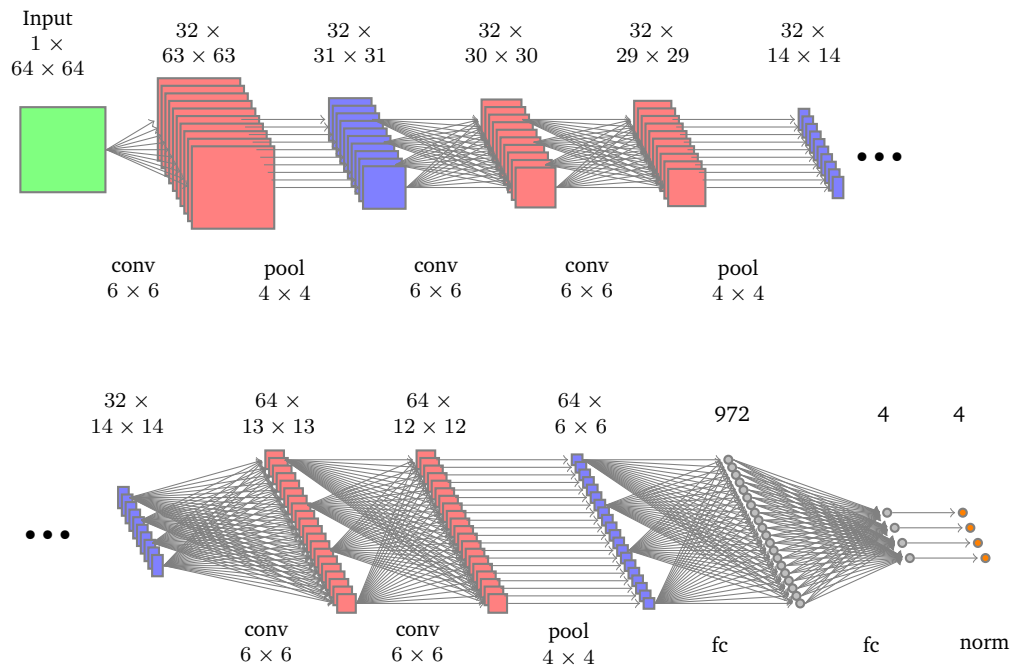 Input
1 ×
64 × 64
32 ×
63 × 63
32 ×
31 × 31
32 ×
30 × 30
32 ×
29 × 29
32 ×
14 × 14
conv
6 × 6
pool
4 × 4
conv
6 × 6
conv
6 × 6
pool
4 × 4
32 ×
14 × 14
64 ×
13 × 13
64 ×
12 × 12
64 ×
6 × 6
972
4
4
conv
6 × 6
conv
6 × 6
pool
4 × 4
fc
fc
norm